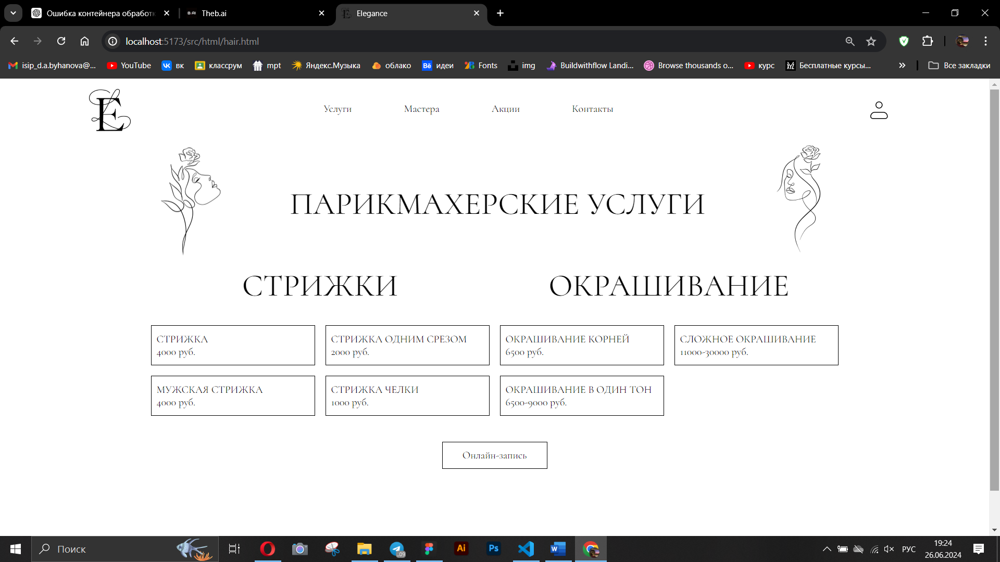 Ошибка контейнера обработк
B AI Theb.ai
Elegance
localhost:5173/src/html/hair.html
isip_d.a.byhanova@...
YouTube
вк
классрум
mpt
Яндекс.Музыка
облако
Bē идеи
Fonts
img
Buildwithflow Landi...
Browse thousands o...
курс
Бесплатные курсы...
Все закладки
E
Услуги
Мастера
Акции
Контакты
ПАРИКМАХЕРСКИЕ УСЛУГИ
СТРИЖКИ
ОКРАШИВАНИЕ
СТРИЖКА
4000 руб.
СТРИЖКА ОДНИМ СРЕЗОМ
2000 руб.
ОКРАШИВАНИЕ КОРНЕЙ
6500 руб.
СЛОЖНОЕ ОКРАШИВАНИЕ
11000-30000 руб.
МУЖСКАЯ СТРИЖКА
4000 руб.
СТРИЖКА ЧЕЛКИ
1000 руб.
ОКРАШИВАНИЕ В ОДИН ТОН
6500-9000 руб.
Онлайн-запись
Поиск
..09
Ai
Ps
W
РУС
19:24
26.06.2024